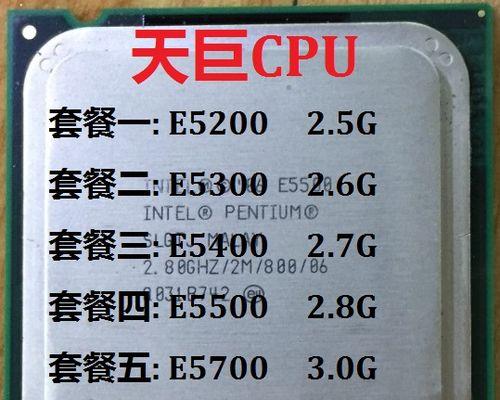 天巨CPU
套餐一: E5200 2.5G
套餐二: E5300 2.6G
INTEL PENTIUM®
套餐三: E5400 2.7G
2.80GHZ/2M/800/06
套餐四: E5500 2.8G
套餐五: E5700 3.0G